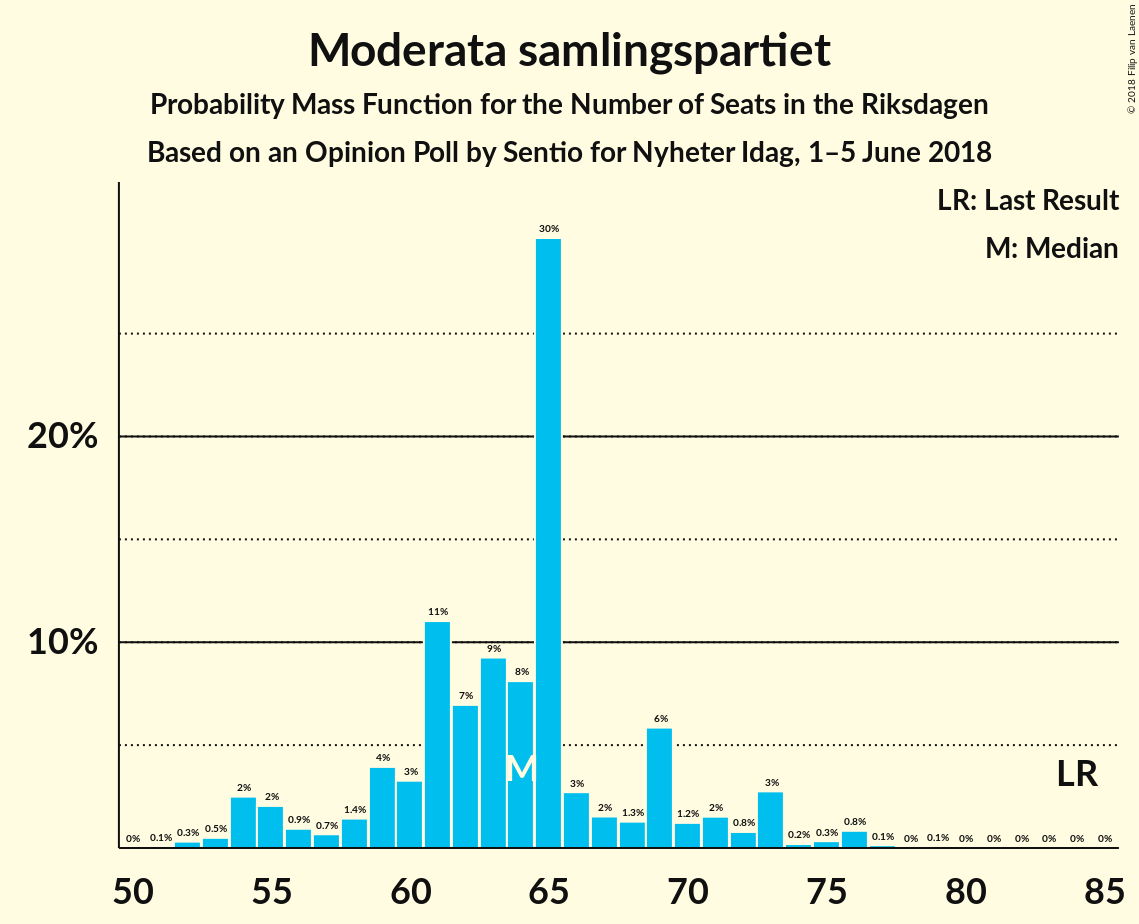 Moderata samlingspartiet
Probability Mass Function for the Number of Seats in the Riksdagen
Based on an Opinion Poll by Sentio for Nyheter Idag, 1–5 June 2018
© 2018 Filip van Laenen
LR: Last Result
M: Median
30%
20%
11%
10%
9%
8%
7%
6%
4%
3%
M
LR
3%
3%
2%
2%
2%
2%
1.4%
1.3%
1.2%
0.9%
0.8%
0.8%
0.7%
0.5%
0.3%
0.3%
0.2%
0% 0.1% 0.1% 0% 0.1% 0% 0% 0% 0% 0% 0%
50 55 60 65 70 75 80 85